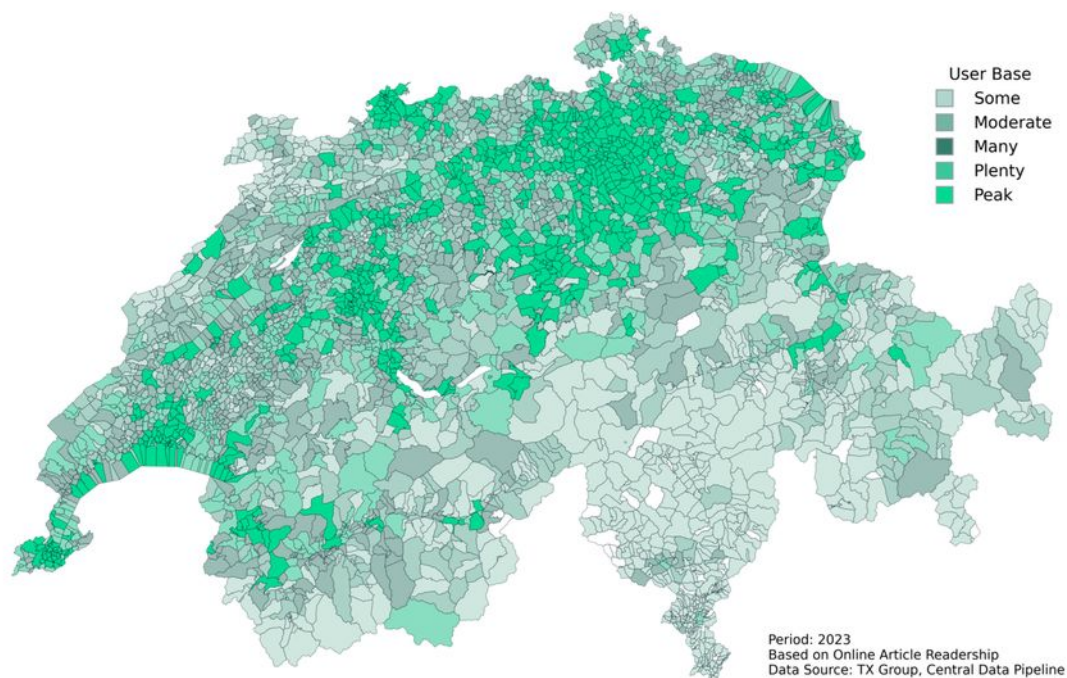 User Base
Some
Moderate
Many
Plenty
Peak
Period: 2023
Based on Online Article Readership
Data Source: TX Group, Central Data Pipeline